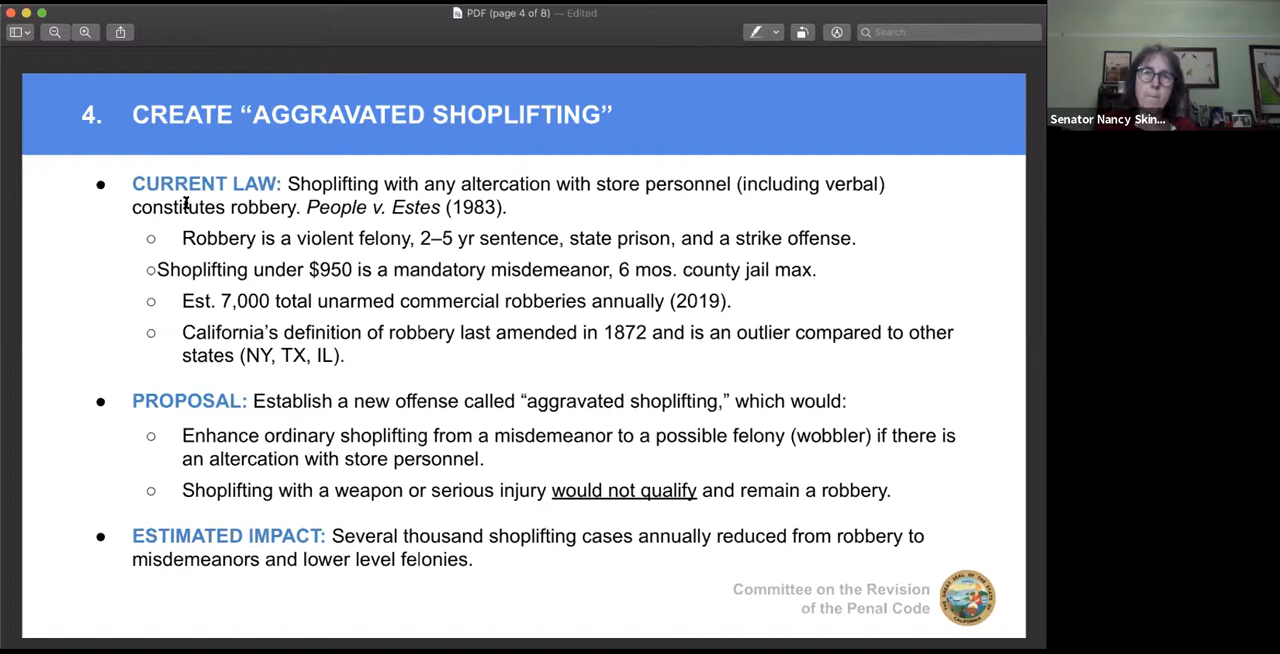 PDF (page 4 of 8) — Edited
Search
Senator Nancy Skin...
4. CREATE “AGGRAVATED SHOPLIFTING”
● CURRENT LAW: Shoplifting with any altercation with store personnel (including verbal)
constitutes robbery. People v. Estes (1983).
○ Robbery is a violent felony, 2–5 yr sentence, state prison, and a strike offense.
○Shoplifting under $950 is a mandatory misdemeanor, 6 mos. county jail max.
○ Est. 7,000 total unarmed commercial robberies annually (2019).
○ California’s definition of robbery last amended in 1872 and is an outlier compared to other
states (NY, TX, IL).
● PROPOSAL: Establish a new offense called “aggravated shoplifting,” which would:
○ Enhance ordinary shoplifting from a misdemeanor to a possible felony (wobbler) if there is
an altercation with store personnel.
○ Shoplifting with a weapon or serious injury would not qualify and remain a robbery.
● ESTIMATED IMPACT: Several thousand shoplifting cases annually reduced from robbery to
misdemeanors and lower level felonies.
Committee on the Revision
of the Penal Code